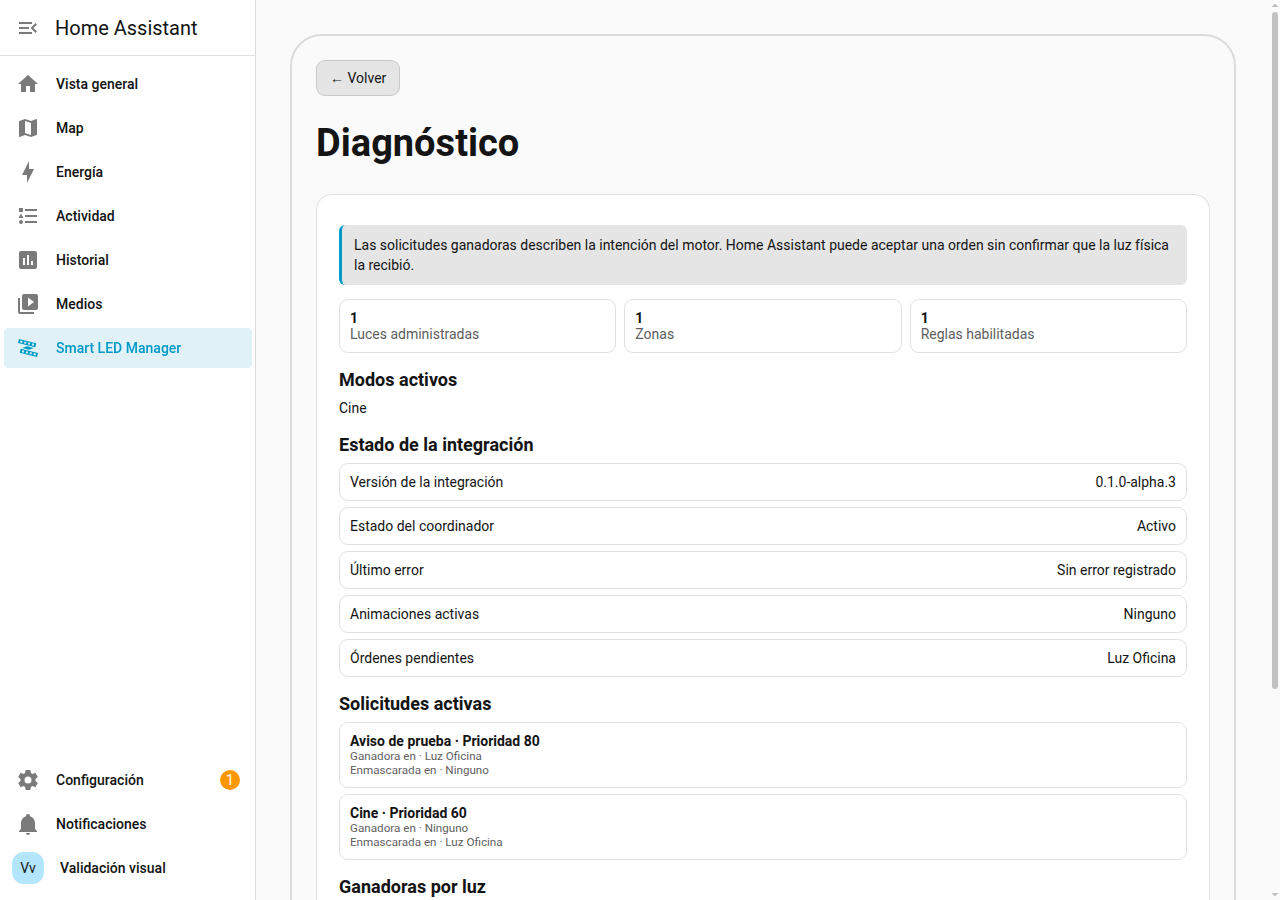 Home Assistant
Vista general
Map
Energía
Actividad
Historial
Medios
Smart LED Manager
Configuración 1
Notificaciones
Vv Validación visual
← Volver
Diagnóstico
Las solicitudes ganadoras describen la intención del motor. Home Assistant puede aceptar una orden sin confirmar que la luz física
la recibió.
1
Luces administradas
1
Zonas
1
Reglas habilitadas
Modos activos
Cine
Estado de la integración
Versión de la integración 0.1.0-alpha.3
Estado del coordinador Activo
Último error Sin error registrado
Animaciones activas Ninguno
Órdenes pendientes Luz Oficina
Solicitudes activas
Aviso de prueba · Prioridad 80
Ganadora en · Luz Oficina
Enmascarada en · Ninguno
Cine · Prioridad 60
Ganadora en · Ninguno
Enmascarada en · Luz Oficina
Ganadoras por luz